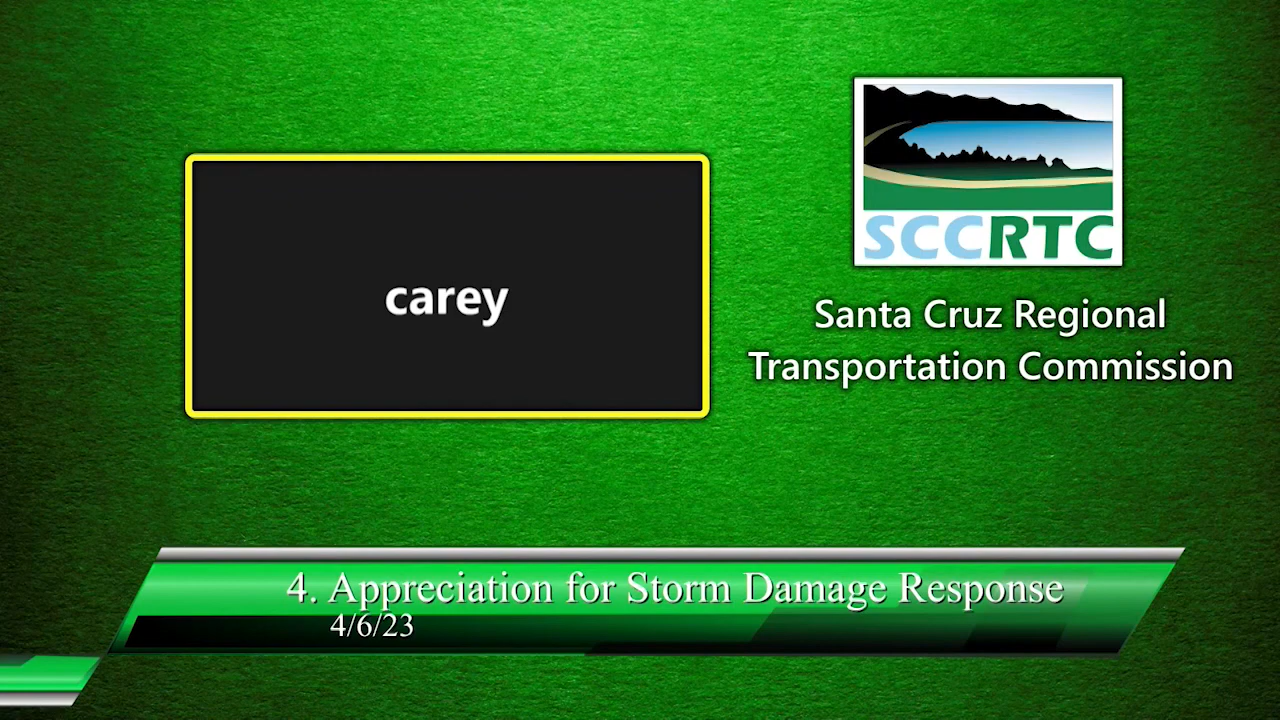 carey
SCCRTC
Santa Cruz Regional
Transportation Commission
4. Appreciation for Storm Damage Response
4/6/23